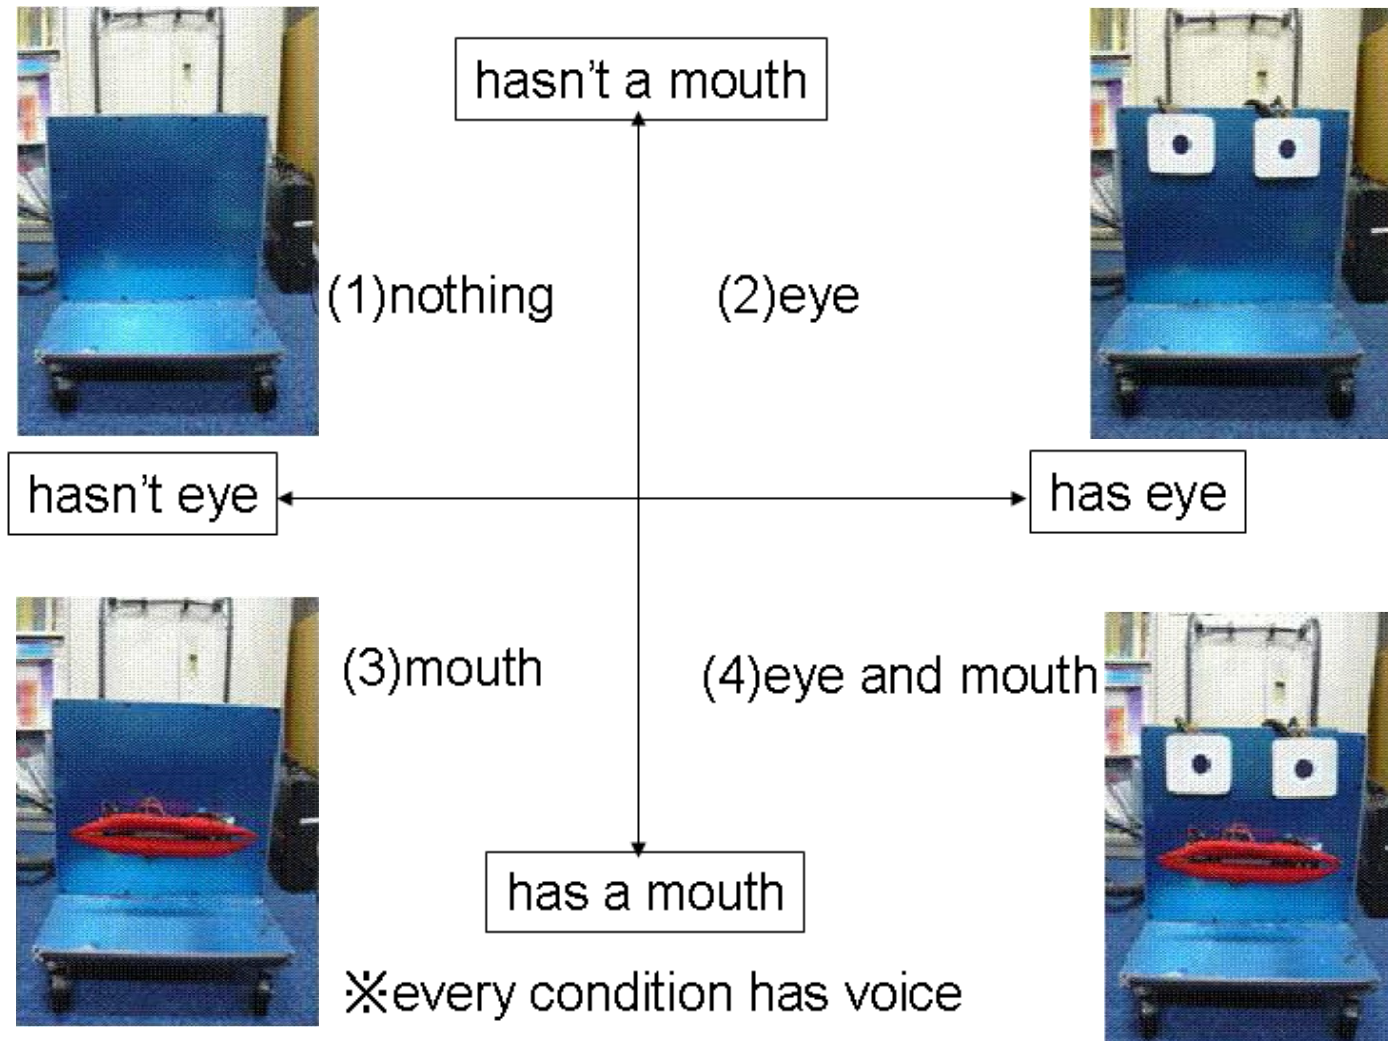 hasn't a mouth
(1)nothing
(2)eye
hasn't eye
has eye
(3)mouth
(4)eye and mouth
has a mouth
※every condition has voice